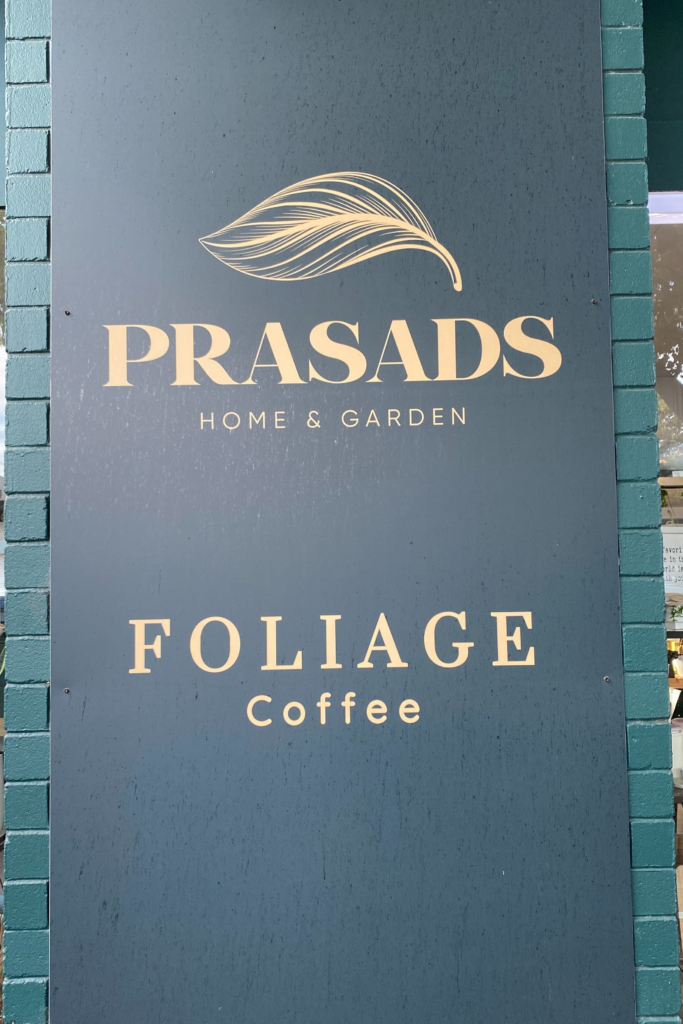 PRASADS
HOME & GARDEN
FOLIAGE
Coffee